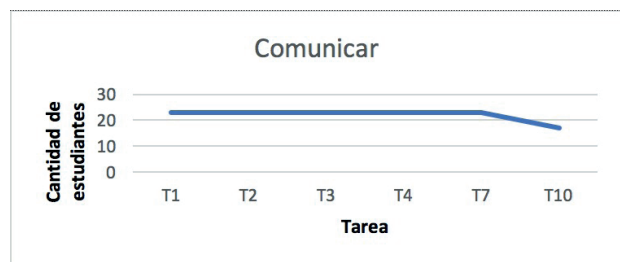 Comunicar
Cantidad de
estudiantes
30
20
10
0
T1 T2 T3 T4 T7 T10
Tarea